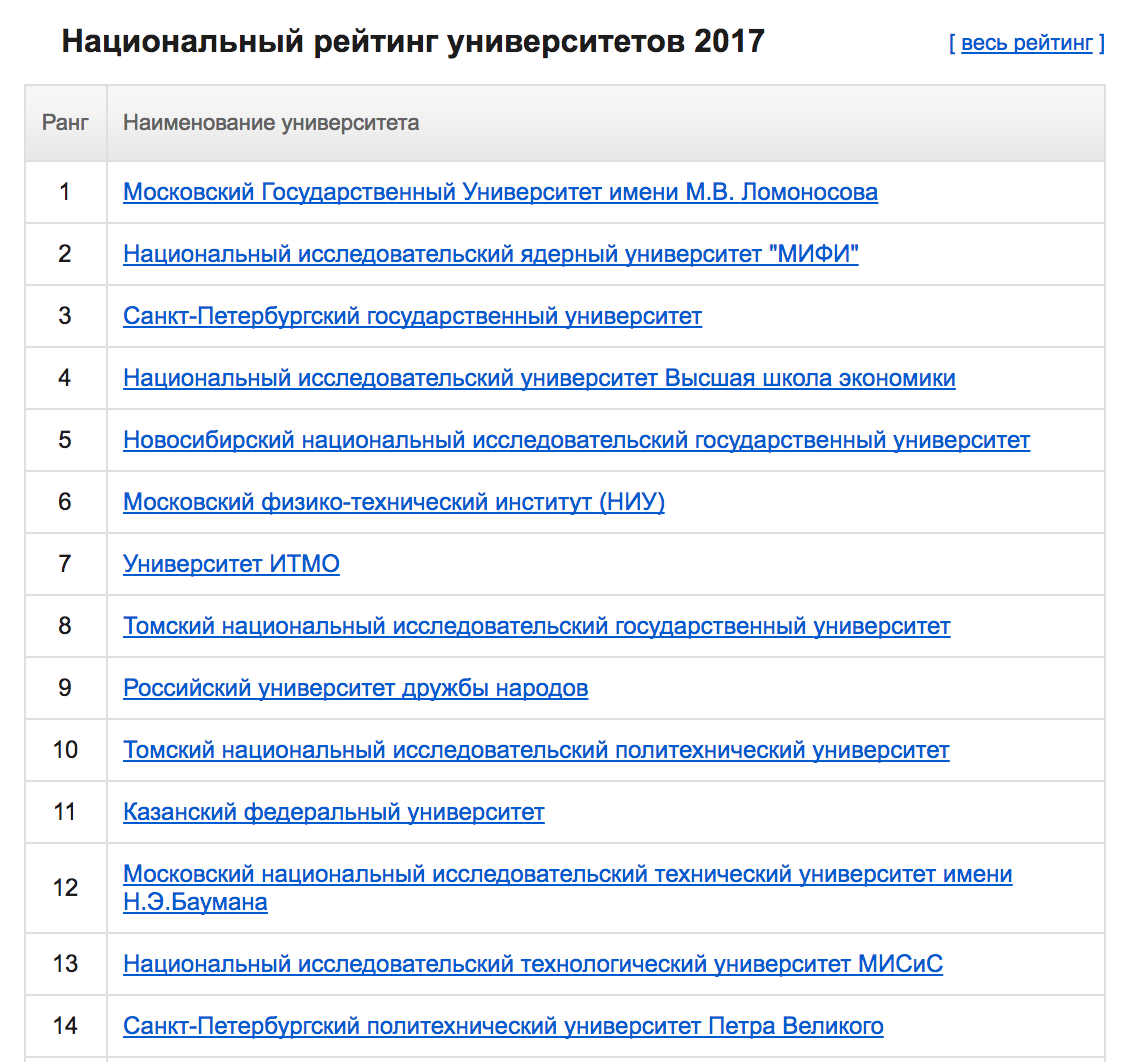 Национальный рейтинг университетов 2017 [ весь рейтинг ]
Ранг Наименование университета
1 Московский Государственный Университет имени М.В. Ломоносова
2 Национальный исследовательский ядерный университет "МИФИ"
3 Санкт-Петербургский государственный университет
4 Национальный исследовательский университет Высшая школа экономики
5 Новосибирский национальный исследовательский государственный университет
6 Московский физико-технический институт (НИУ)
7 Университет ИТМО
8 Томский национальный исследовательский государственный университет
9 Российский университет дружбы народов
10 Томский национальный исследовательский политехнический университет
11 Казанский федеральный университет
12 Московский национальный исследовательский технический университет имени
Н.Э.Баумана
13 Национальный исследовательский технологический университет МИСиС
14 Санкт-Петербургский политехнический университет Петра Великого